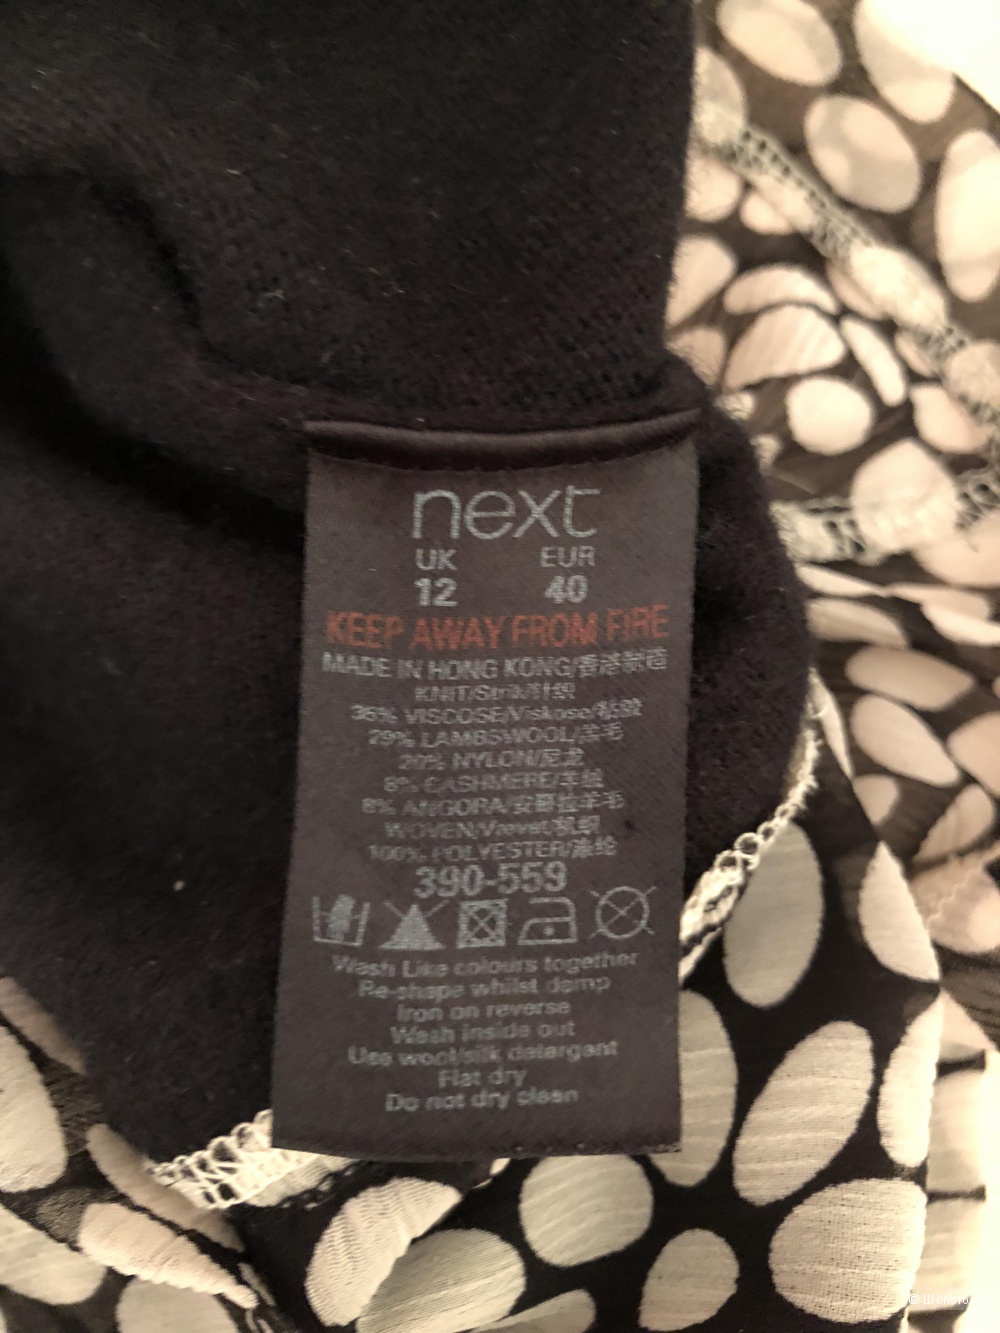 next
UK EUR
12 40
KEEP AWAY FROM FIRE
MADE IN HONG KONG/香港制造
KNIT/Strik/针织
35% VISCOSE/Viskose/粘胶
29% LAMBSWOOL/羊毛
20% NYLON/尼龙
8% CASHMERE/羊绒
8% ANGORA/安哥拉羊毛
WOVEN/Vævet/机织
100% POLYESTER/涤纶
390-559
Wash Like colours together
Re-shape whilst damp
Iron on reverse
Wash inside out
Use wool/silk detergent
Flat dry
Do not dry clean